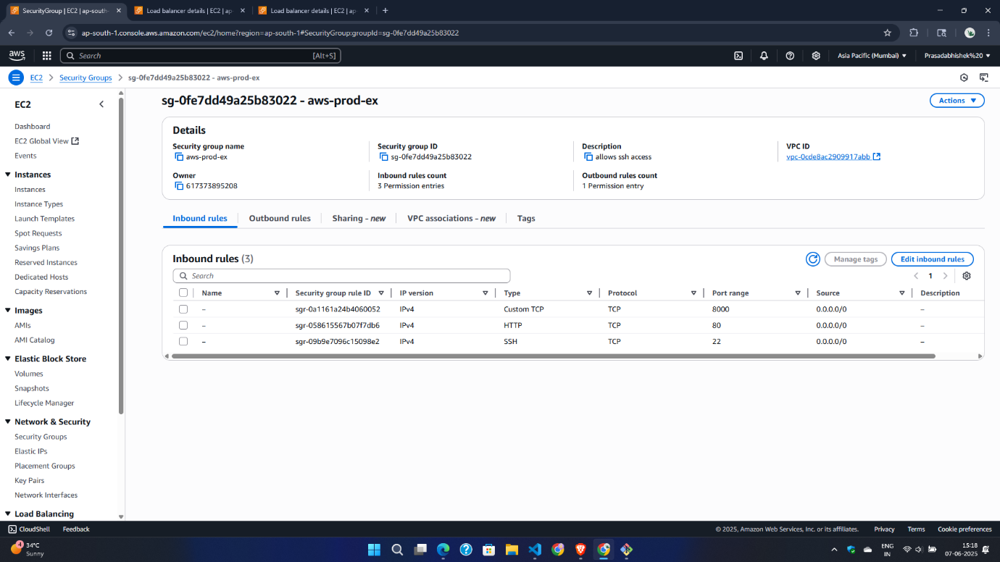 SecurityGroup | EC2 | ap-south-
Load balancer details | EC2 | ap-
Load balancer details | EC2 | ap-
ap-south-1.console.aws.amazon.com/ec2/home?region=ap-south-1#SecurityGroup:groupId=sg-0fe7dd49a25b83022
aws
Search [Alt+S]
Asia Pacific (Mumbai)
Prasadabhishek%20
EC2 > Security Groups > sg-0fe7dd49a25b83022 - aws-prod-ex
EC2
Dashboard
EC2 Global View
Events
Instances
Instances
Instance Types
Launch Templates
Spot Requests
Savings Plans
Reserved Instances
Dedicated Hosts
Capacity Reservations
Images
AMIs
AMI Catalog
Elastic Block Store
Volumes
Snapshots
Lifecycle Manager
Network & Security
Security Groups
Elastic IPs
Placement Groups
Key Pairs
Network Interfaces
Load Balancing
sg-0fe7dd49a25b83022 - aws-prod-ex
Actions
Details
Security group name
aws-prod-ex
Security group ID
sg-0fe7dd49a25b83022
Description
allows ssh access
VPC ID
vpc-0cde8ac2909917abb
Owner
617373895208
Inbound rules count
3 Permission entries
Outbound rules count
1 Permission entry
Inbound rules
Outbound rules
Sharing - new
VPC associations - new
Tags
Inbound rules (3)
Manage tags
Edit inbound rules
Search
1
Name Security group rule ID IP version Type Protocol Port range Source Description
– sgr-0a1161a24b4060052 IPv4 Custom TCP TCP 8000 0.0.0.0/0 –
– sgr-058615567b07f7db6 IPv4 HTTP TCP 80 0.0.0.0/0 –
– sgr-09b9e7096c15098e2 IPv4 SSH TCP 22 0.0.0.0/0 –
CloudShell Feedback © 2025, Amazon Web Services, Inc. or its affiliates. Privacy Terms Cookie preferences
4
34°C
Sunny
ENG
IN
15:18
07-06-2025